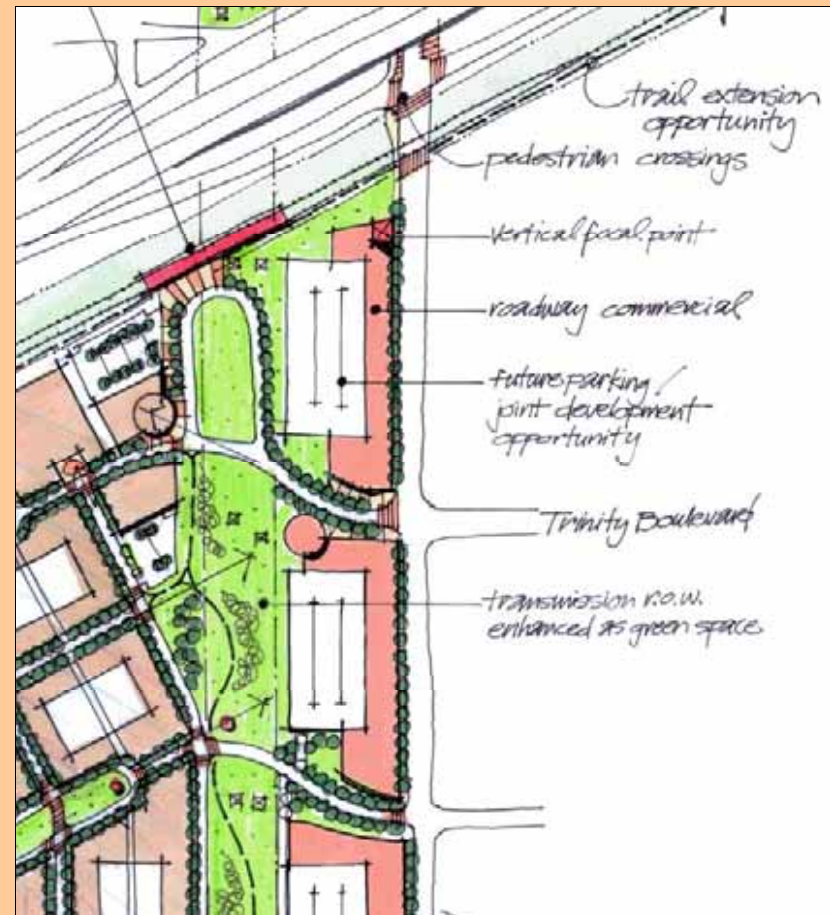 trail extension
opportunity
pedestrian crossings
vertical focal point
roadway commercial
future parking /
joint development
opportunity
Trinity Boulevard
transmission r.o.w.
enhanced as green space